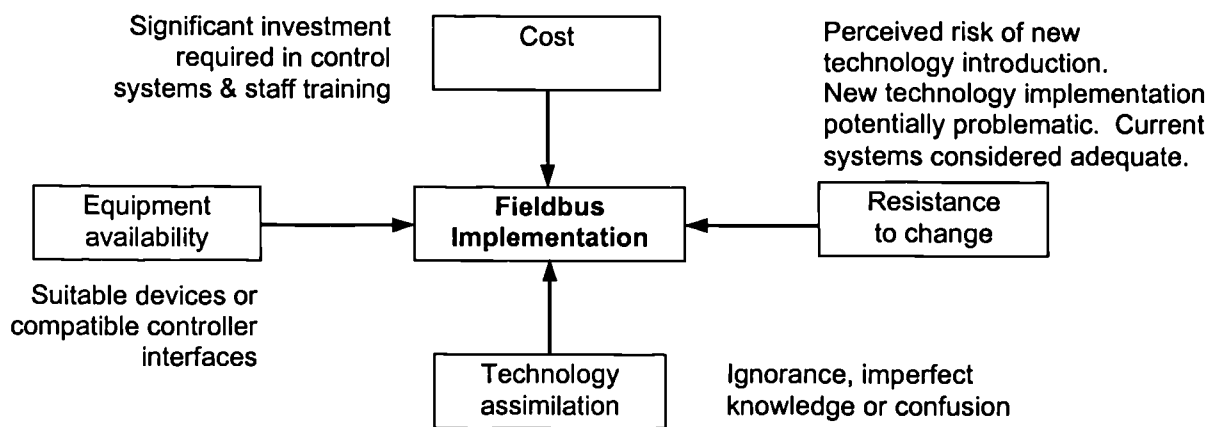 Significant investment
required in control
systems & staff training
Cost
Perceived risk of new
technology introduction.
New technology implementation
potentially problematic.  Current
systems considered adequate.
Equipment
availability
Fieldbus
Implementation
Resistance
to change
Suitable devices or
compatible controller
interfaces
Technology
assimilation
Ignorance, imperfect
knowledge or confusion